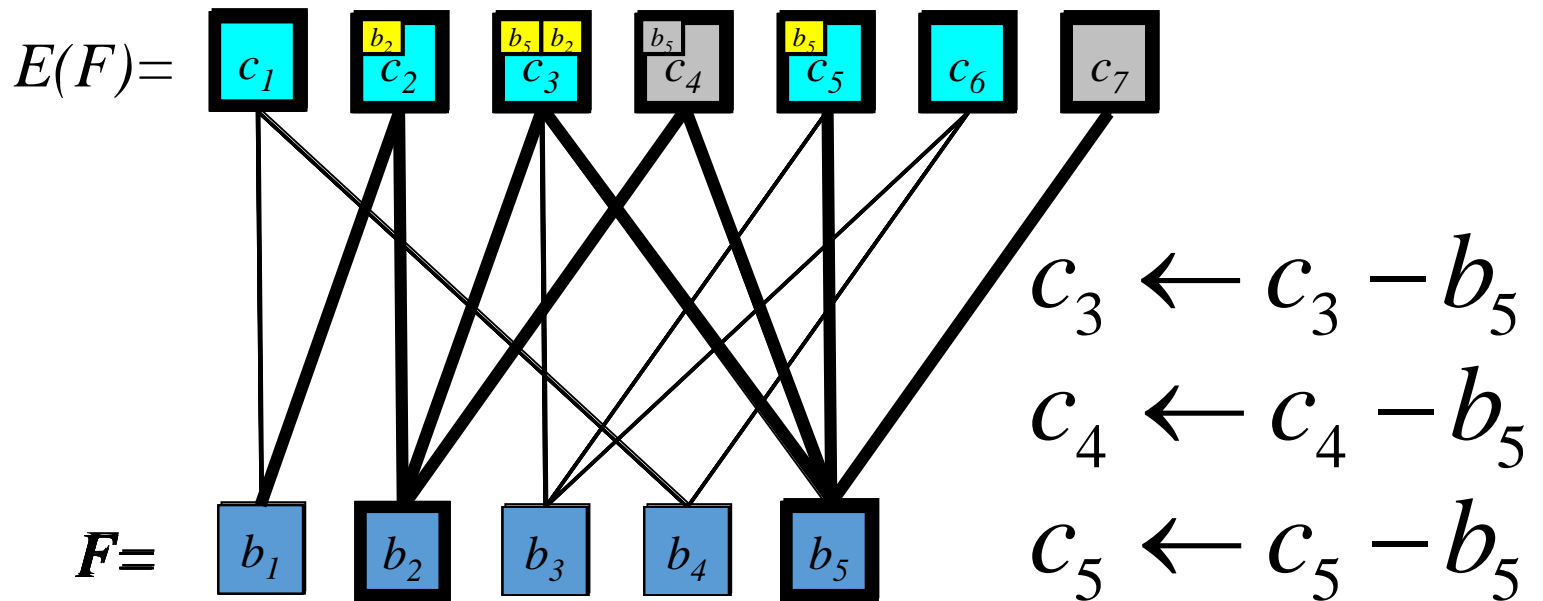 E(F)= c₁ b₂ c₂ b₅ b₂ c₃ b₅ c₄ b₅ c₅ c₆ c₇
c₃ ← c₃ − b₅
c₄ ← c₄ − b₅
F= b₁ b₂ b₃ b₄ b₅
c₅ ← c₅ − b₅